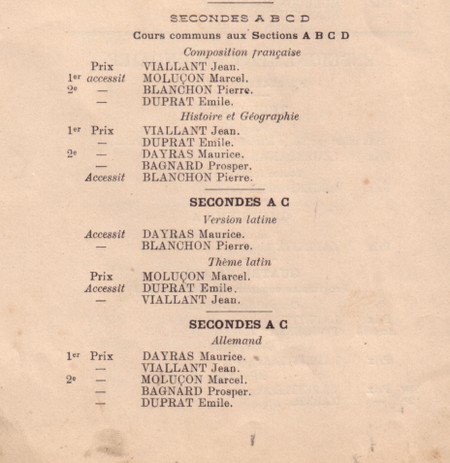 SECONDES A B C D
Cours communs aux Sections A B C D
Composition française
Prix VIALLANT Jean.
1er accessit MOLUÇON Marcel.
2e — BLANCHON Pierre.
— DUPRAT Emile.
Histoire et Géographie
1er Prix VIALLANT Jean.
— DUPRAT Emile.
2e — DAYRAS Maurice.
— BAGNARD Prosper.
Accessit BLANCHON Pierre.
SECONDES A C
Version latine
Accessit DAYRAS Maurice.
— BLANCHON Pierre.
Thème latin
Prix MOLUÇON Marcel.
Accessit DUPRAT Emile.
— VIALLANT Jean.
SECONDES A C
Allemand
1er Prix DAYRAS Maurice.
— VIALLANT Jean.
2e — MOLUÇON Marcel.
— BAGNARD Prosper.
— DUPRAT Emile.